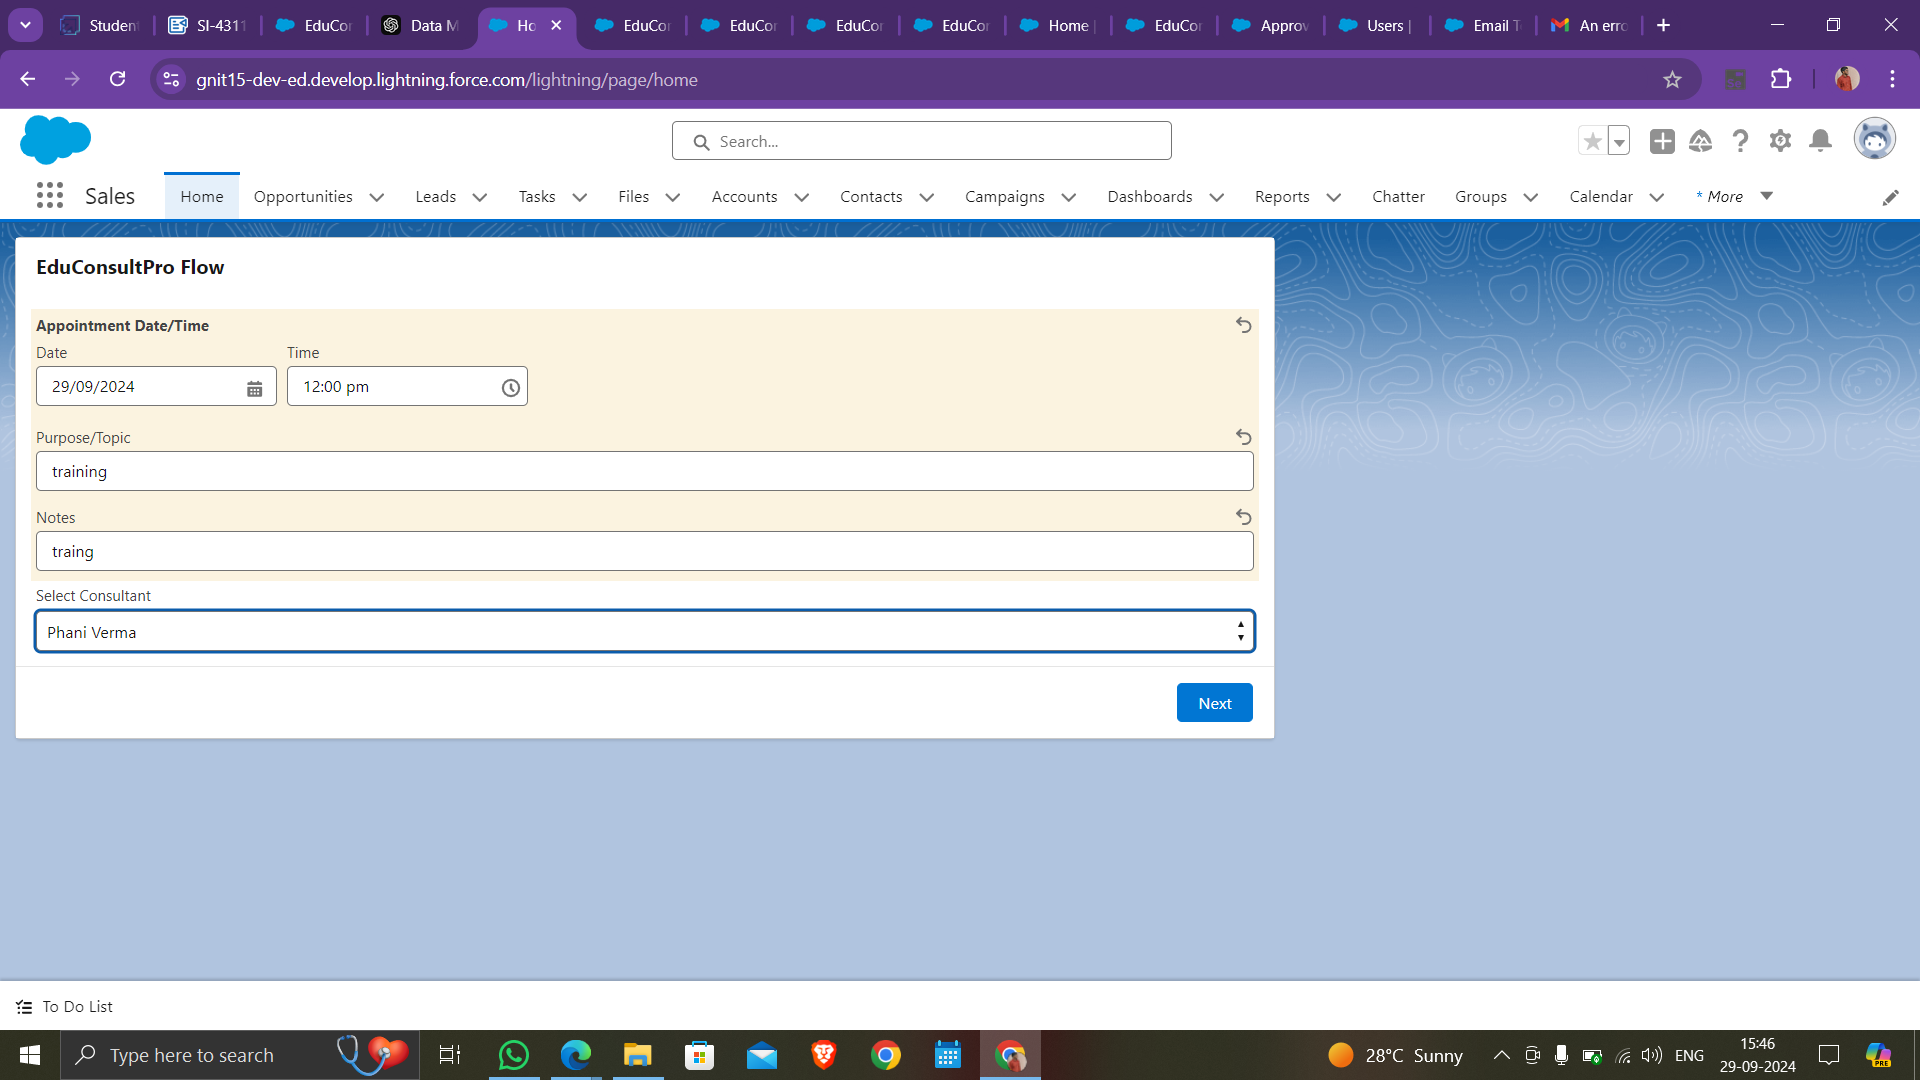 Studen
SI-4311
EduCor
Data M
Ho
EduCor
EduCor
EduCor
EduCor
Home |
EduCor
Approv
Users |
Email T
An erro
gnit15-dev-ed.develop.lightning.force.com/lightning/page/home
Search...
Sales
Home
Opportunities
Leads
Tasks
Files
Accounts
Contacts
Campaigns
Dashboards
Reports
Chatter
Groups
Calendar
* More
EduConsultPro Flow
Appointment Date/Time
Date
Time
29/09/2024
12:00 pm
Purpose/Topic
training
Notes
traing
Select Consultant
Phani Verma
Next
To Do List
Type here to search
28°C Sunny
ENG
15:46
29-09-2024
PRE